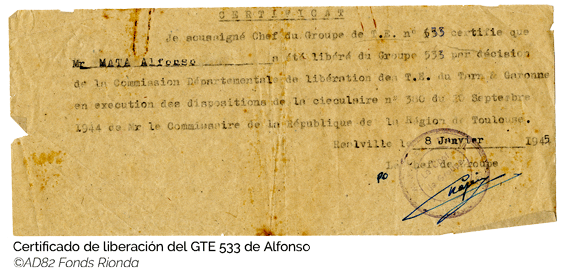 CERTIFICAT
Je soussigné Chef du Groupe de T.E. n° 533 certifie que
Mr MATA Alfonso a été libéré du Groupe 533 par décision
de la Commission Départementale de libération des T.E. du Tarn & Garonne
en execution des dispositions de la circulaire n° 300 du 30 Septembre
1944 de Mr le Commissaire de la République de la Région de Toulouse.
Realville le 8 Janvier 1945
Le Chef de Groupe
PO
Certificado de liberación del GTE 533 de Alfonso
©AD82 Fonds Rionda